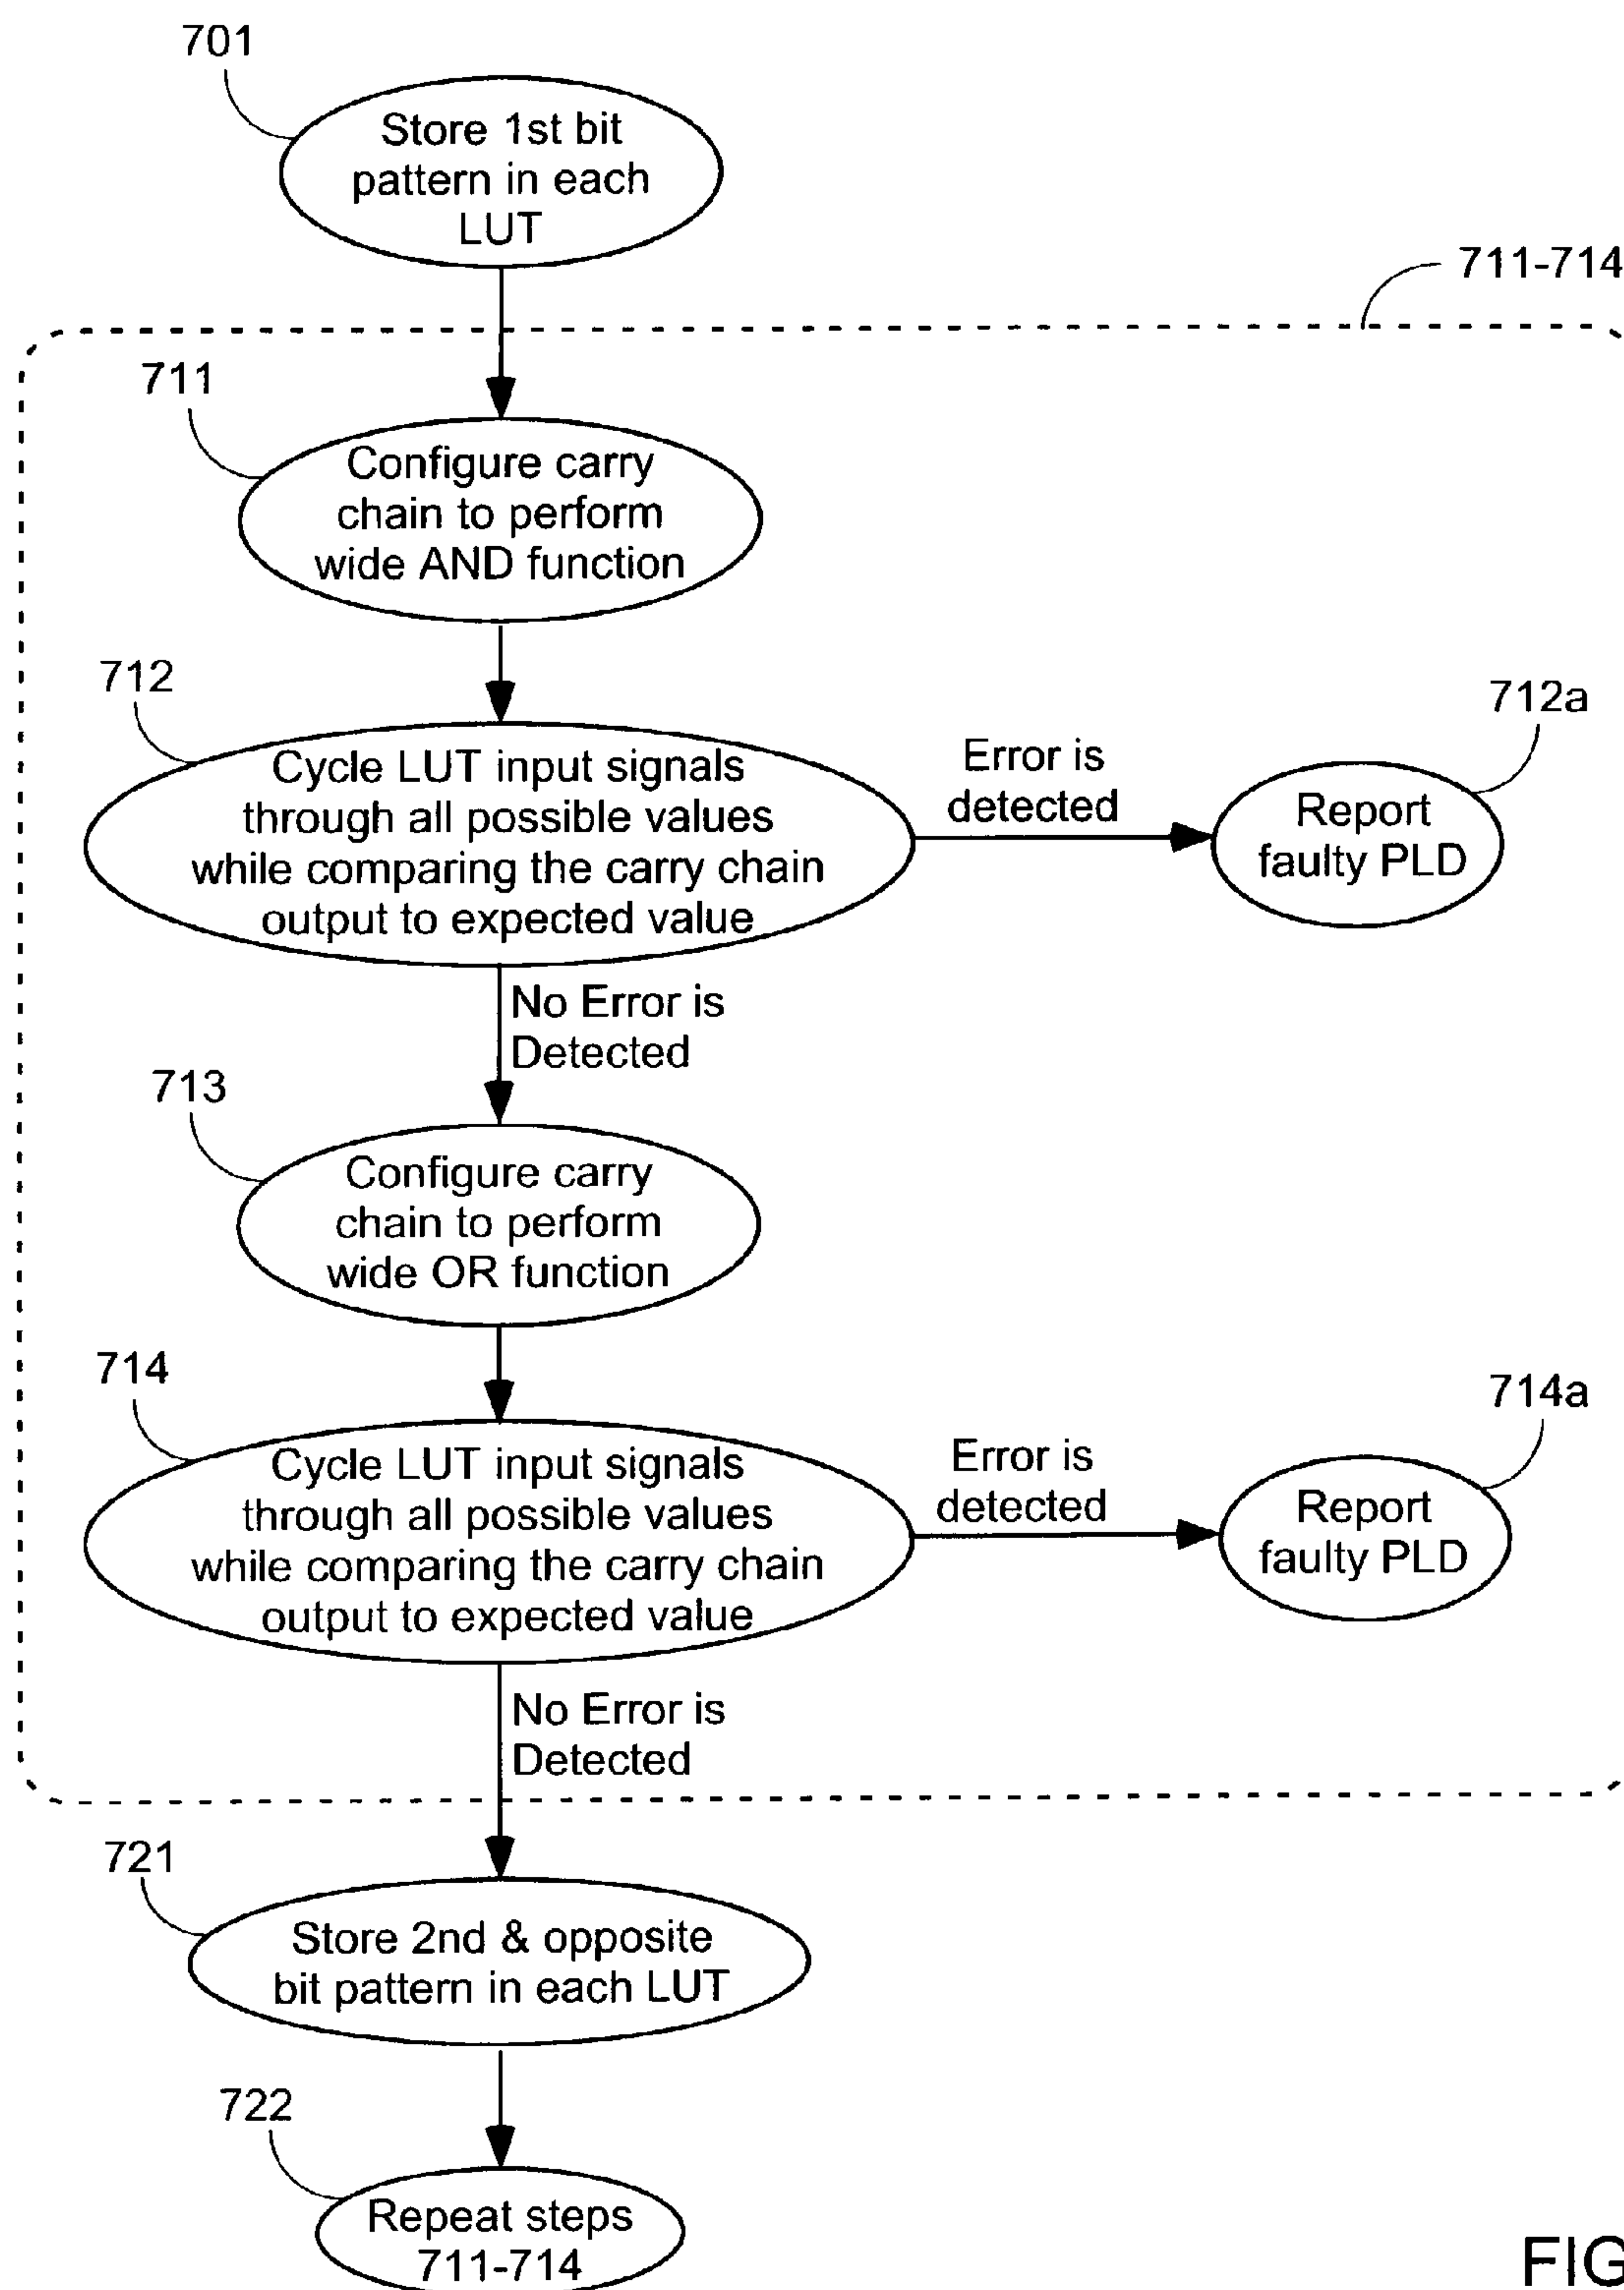 701
Store 1st bit
pattern in each
LUT
711-714
711
Configure carry
chain to perform
wide AND function
712
Cycle LUT input signals
through all possible values
while comparing the carry chain
output to expected value
Error is
detected
712a
Report
faulty PLD
No Error is
Detected
713
Configure carry
chain to perform
wide OR function
714
Cycle LUT input signals
through all possible values
while comparing the carry chain
output to expected value
Error is
detected
714a
Report
faulty PLD
No Error is
Detected
721
Store 2nd & opposite
bit pattern in each LUT
722
Repeat steps
711-714
FIG